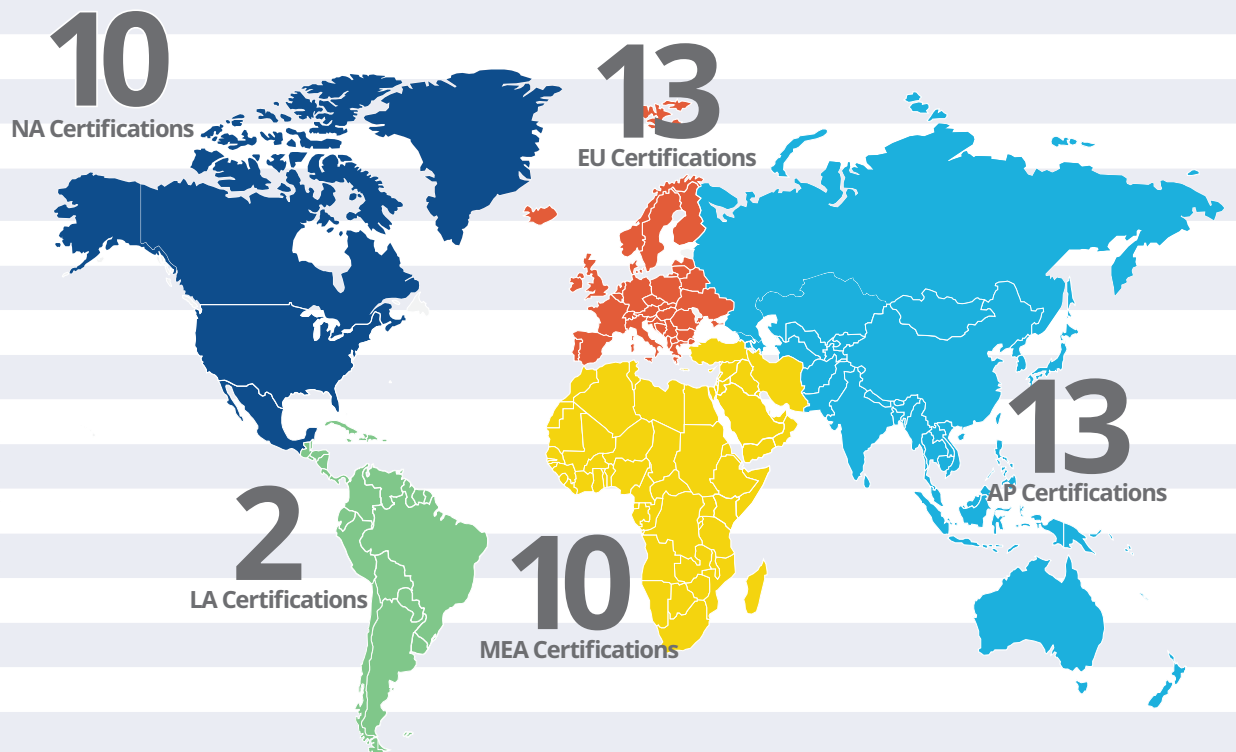 10
NA Certifications
13
EU Certifications
13
AP Certifications
2
LA Certifications
10
MEA Certifications